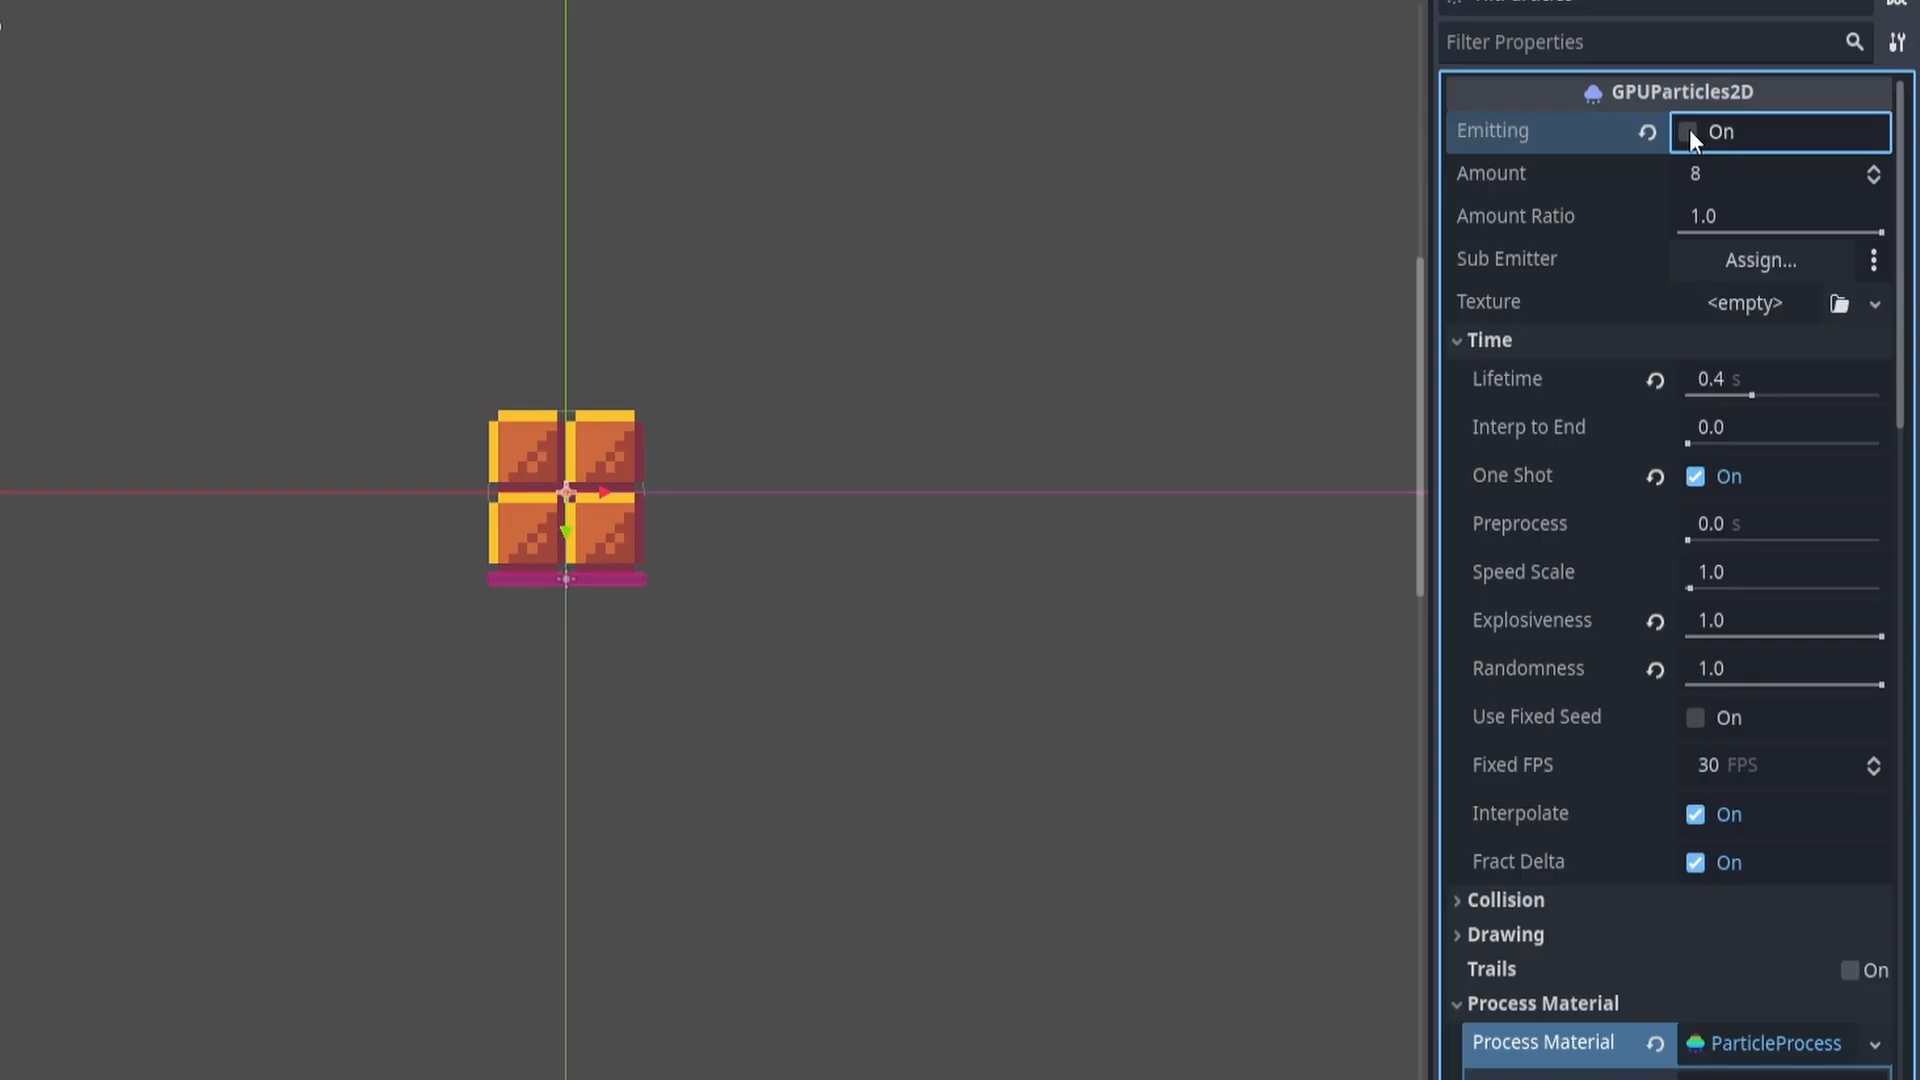 Filter Properties
GPUParticles2D
Emitting On
Amount 8
Amount Ratio 1.0
Sub Emitter Assign...
Texture <empty>
Time
Lifetime 0.4 s
Interp to End 0.0
One Shot On
Preprocess 0.0 s
Speed Scale 1.0
Explosiveness 1.0
Randomness 1.0
Use Fixed Seed On
Fixed FPS 30 FPS
Interpolate On
Fract Delta On
Collision
Drawing
Trails On
Process Material
Process Material ParticleProcess